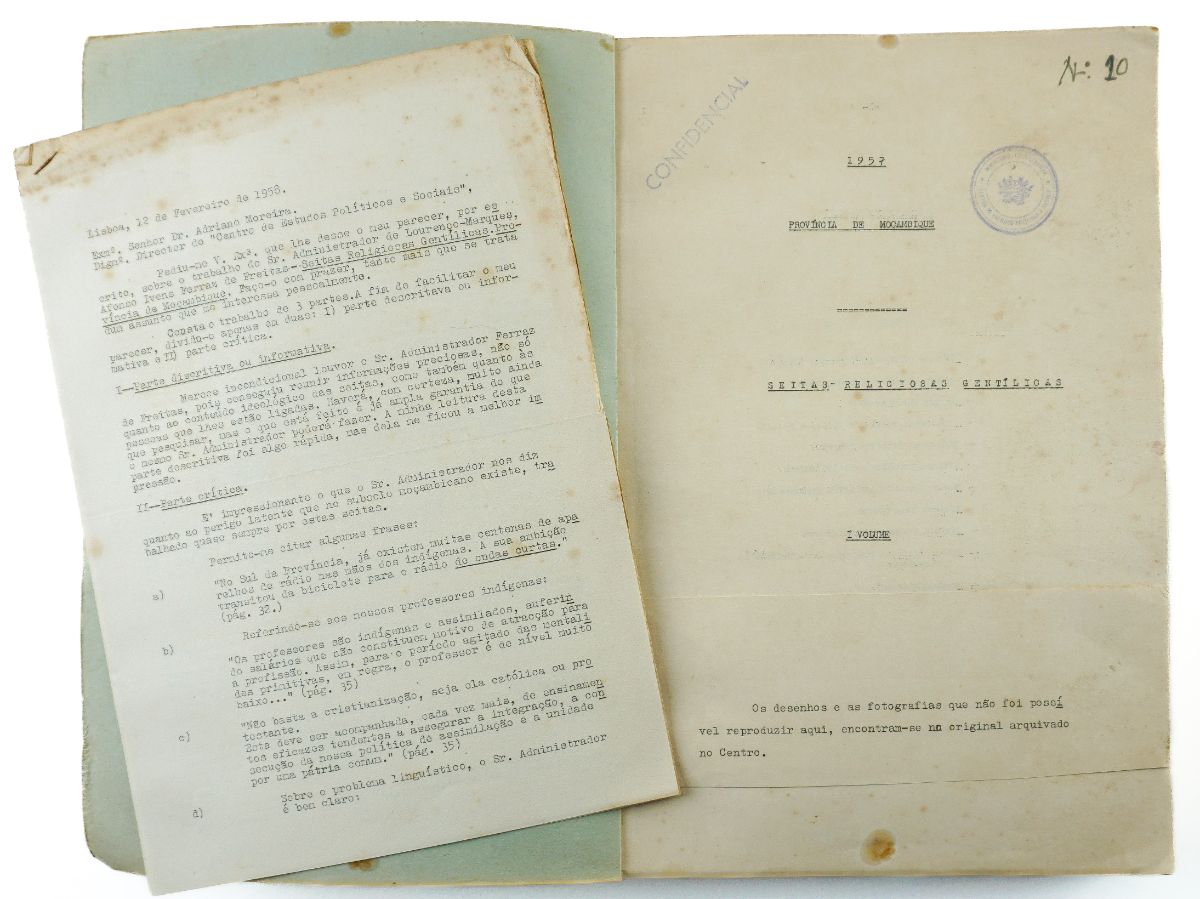 Lisboa, 12 de Fevereiro de 1958.
Exmº. Senhor Dr. Adriano Moreira.
Dignº. Director do "Centro de Estudos Políticos e Sociais",
Pediu-me V. Exª. que lhe desse o meu parecer, por es
crito, sobre o trabalho do Sr. Administrador de Lourenço-Marques,
Afonso Ivens Ferraz de Freitas—Seitas Religiosas Gentílicas.Pro-
víncia de Moçambique. Faço-o com prazer, tanto mais que se trata
dum assunto que me interessa pessoalmente.
Consta o trabalho de 3 partes.A fim de facilitar o meu
parecer, divido-o apenas em duas: I) parte descritava ou infor-
mativa e II) parte crítica.
I—Parte discritiva ou informativa.
Merece incondicional louvor o Sr. Administrador Ferraz
de Freitas, pois conseguiu reunir informações preciosas, não só
quanto ao conteúdo ideológico das seitas, como também quanto às
pessoas que lhes estão ligadas. Haverá, com certeza, muito ainda
que pesquisar, mas o que está feito é já ampla garantia do que
o mesmo Sr. Administrador poderá fazer. A minha leitura desta
parte descritiva foi algo rápida, mas dela me ficou a melhor im
pressão.
II—Parte crítica.
E' impressionante o que o Sr. Administrador nos diz
quanto ao perigo latente que no subsolo moçambicano existe, tra
balhado quase sempre por estas seitas.
Permito-me citar algumas frases:
a)
"No Sul da Província, já existem muitas centenas de apa
relhos de rádio nas mãos dos indígenas. A sua ambição
transitou da bicicleta para o rádio de ondas curtas."
(pág. 32.)
Referindo-se aos nossos professores indígenas:
b)
"Os professores são indígenas e assimilados, auferin
do salários que não constituem motivo de atracção para
a profissão. Assim, para o período agitado das mentali
des primitivas, em regra, o professor é de nível muito
baixo..." (pág. 35)
c)
"Não basta a cristianização, seja ela católica ou pro
testante. Esta deve ser acompanhada, cada vez mais, de ensinamen
tos eficazes tendentes a assegurar a integração, a con
secução da nossa política de assimilação e a unidade
por uma pátria comum." (pág. 35)
d)
Sobre o problema linguístico, o Sr. Administrador
é bem claro:
CONFIDENCIAL
Nº: 10
1957
PROVÍNCIA DE MOÇAMBIQUE
SEITAS RELIGIOSAS GENTÍLICAS
I VOLUME
Os desenhos e as fotografias que não foi possí
vel reproduzir aqui, encontram-se no original arquivado
no Centro.